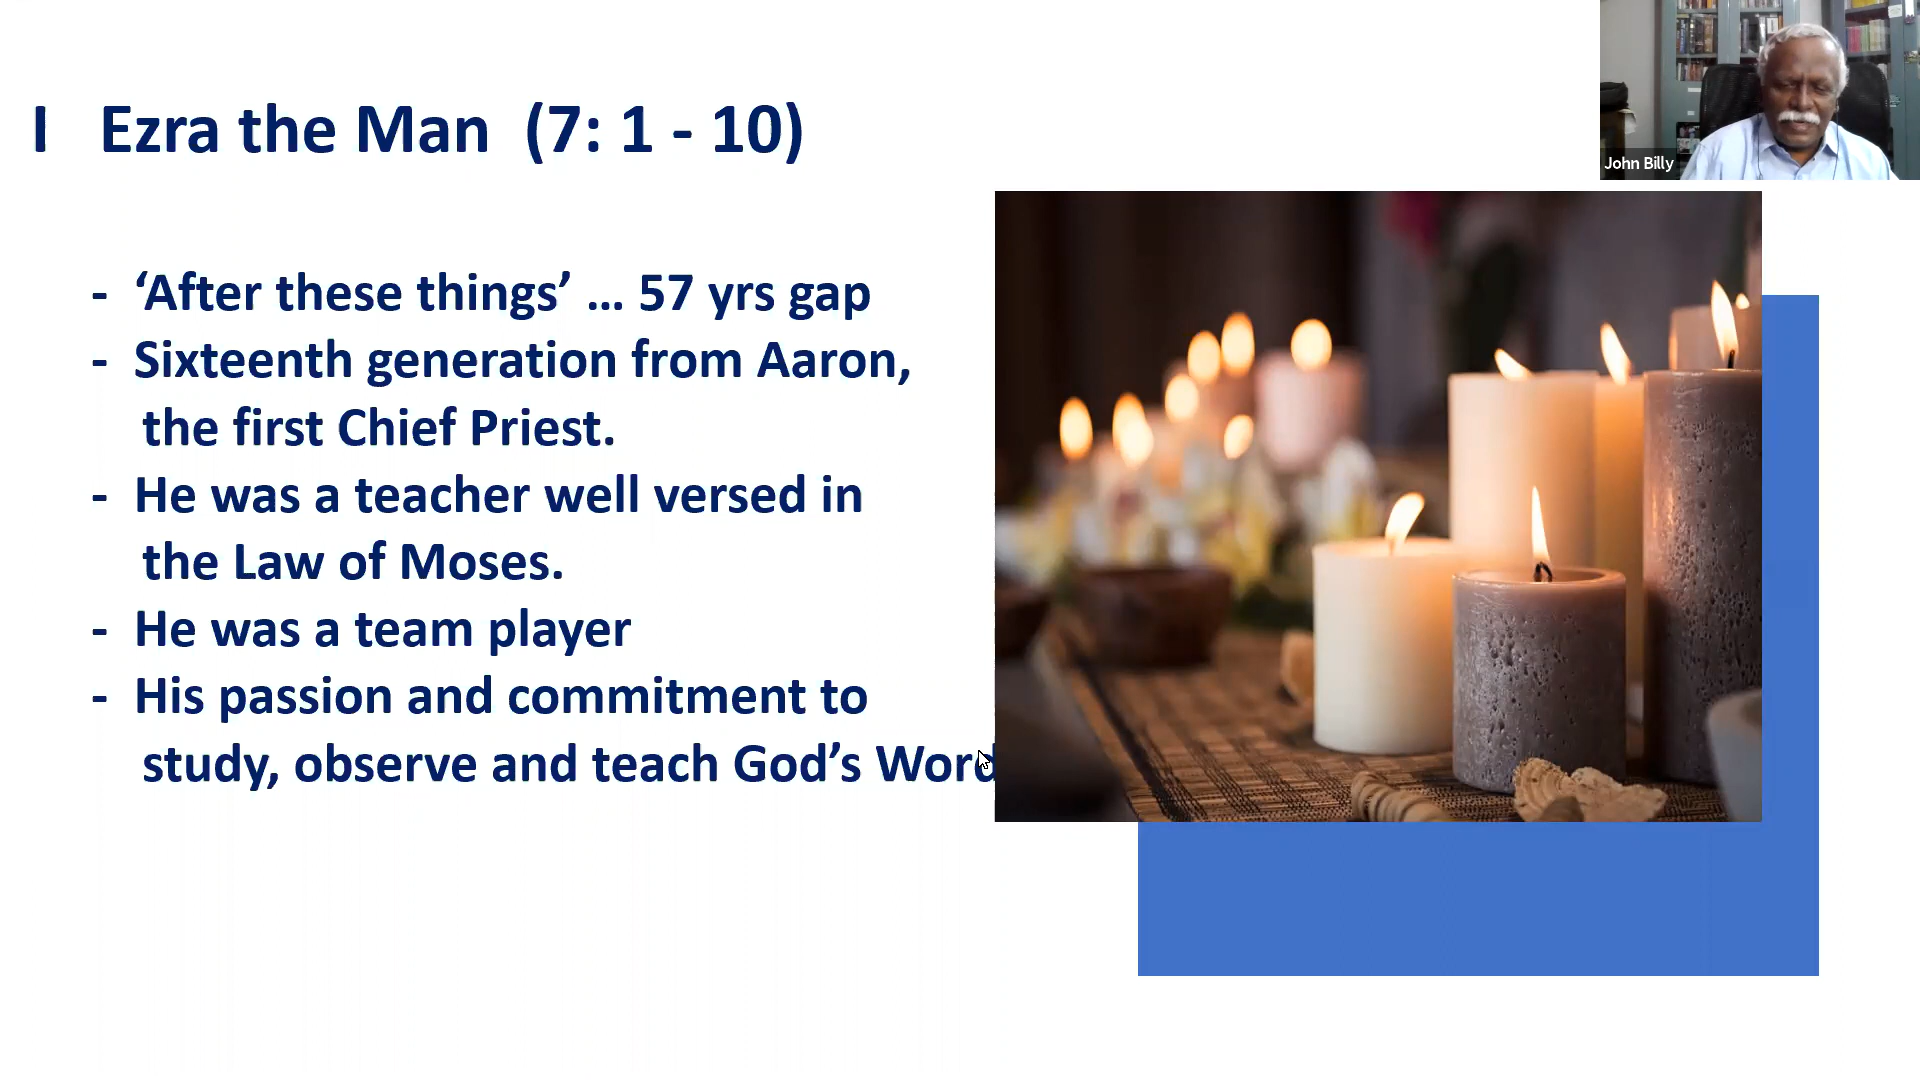 I Ezra the Man (7: 1 - 10)
John Billy
- ‘After these things’ ... 57 yrs gap
- Sixteenth generation from Aaron,
the first Chief Priest.
- He was a teacher well versed in
the Law of Moses.
- He was a team player
- His passion and commitment to
study, observe and teach God’s Word